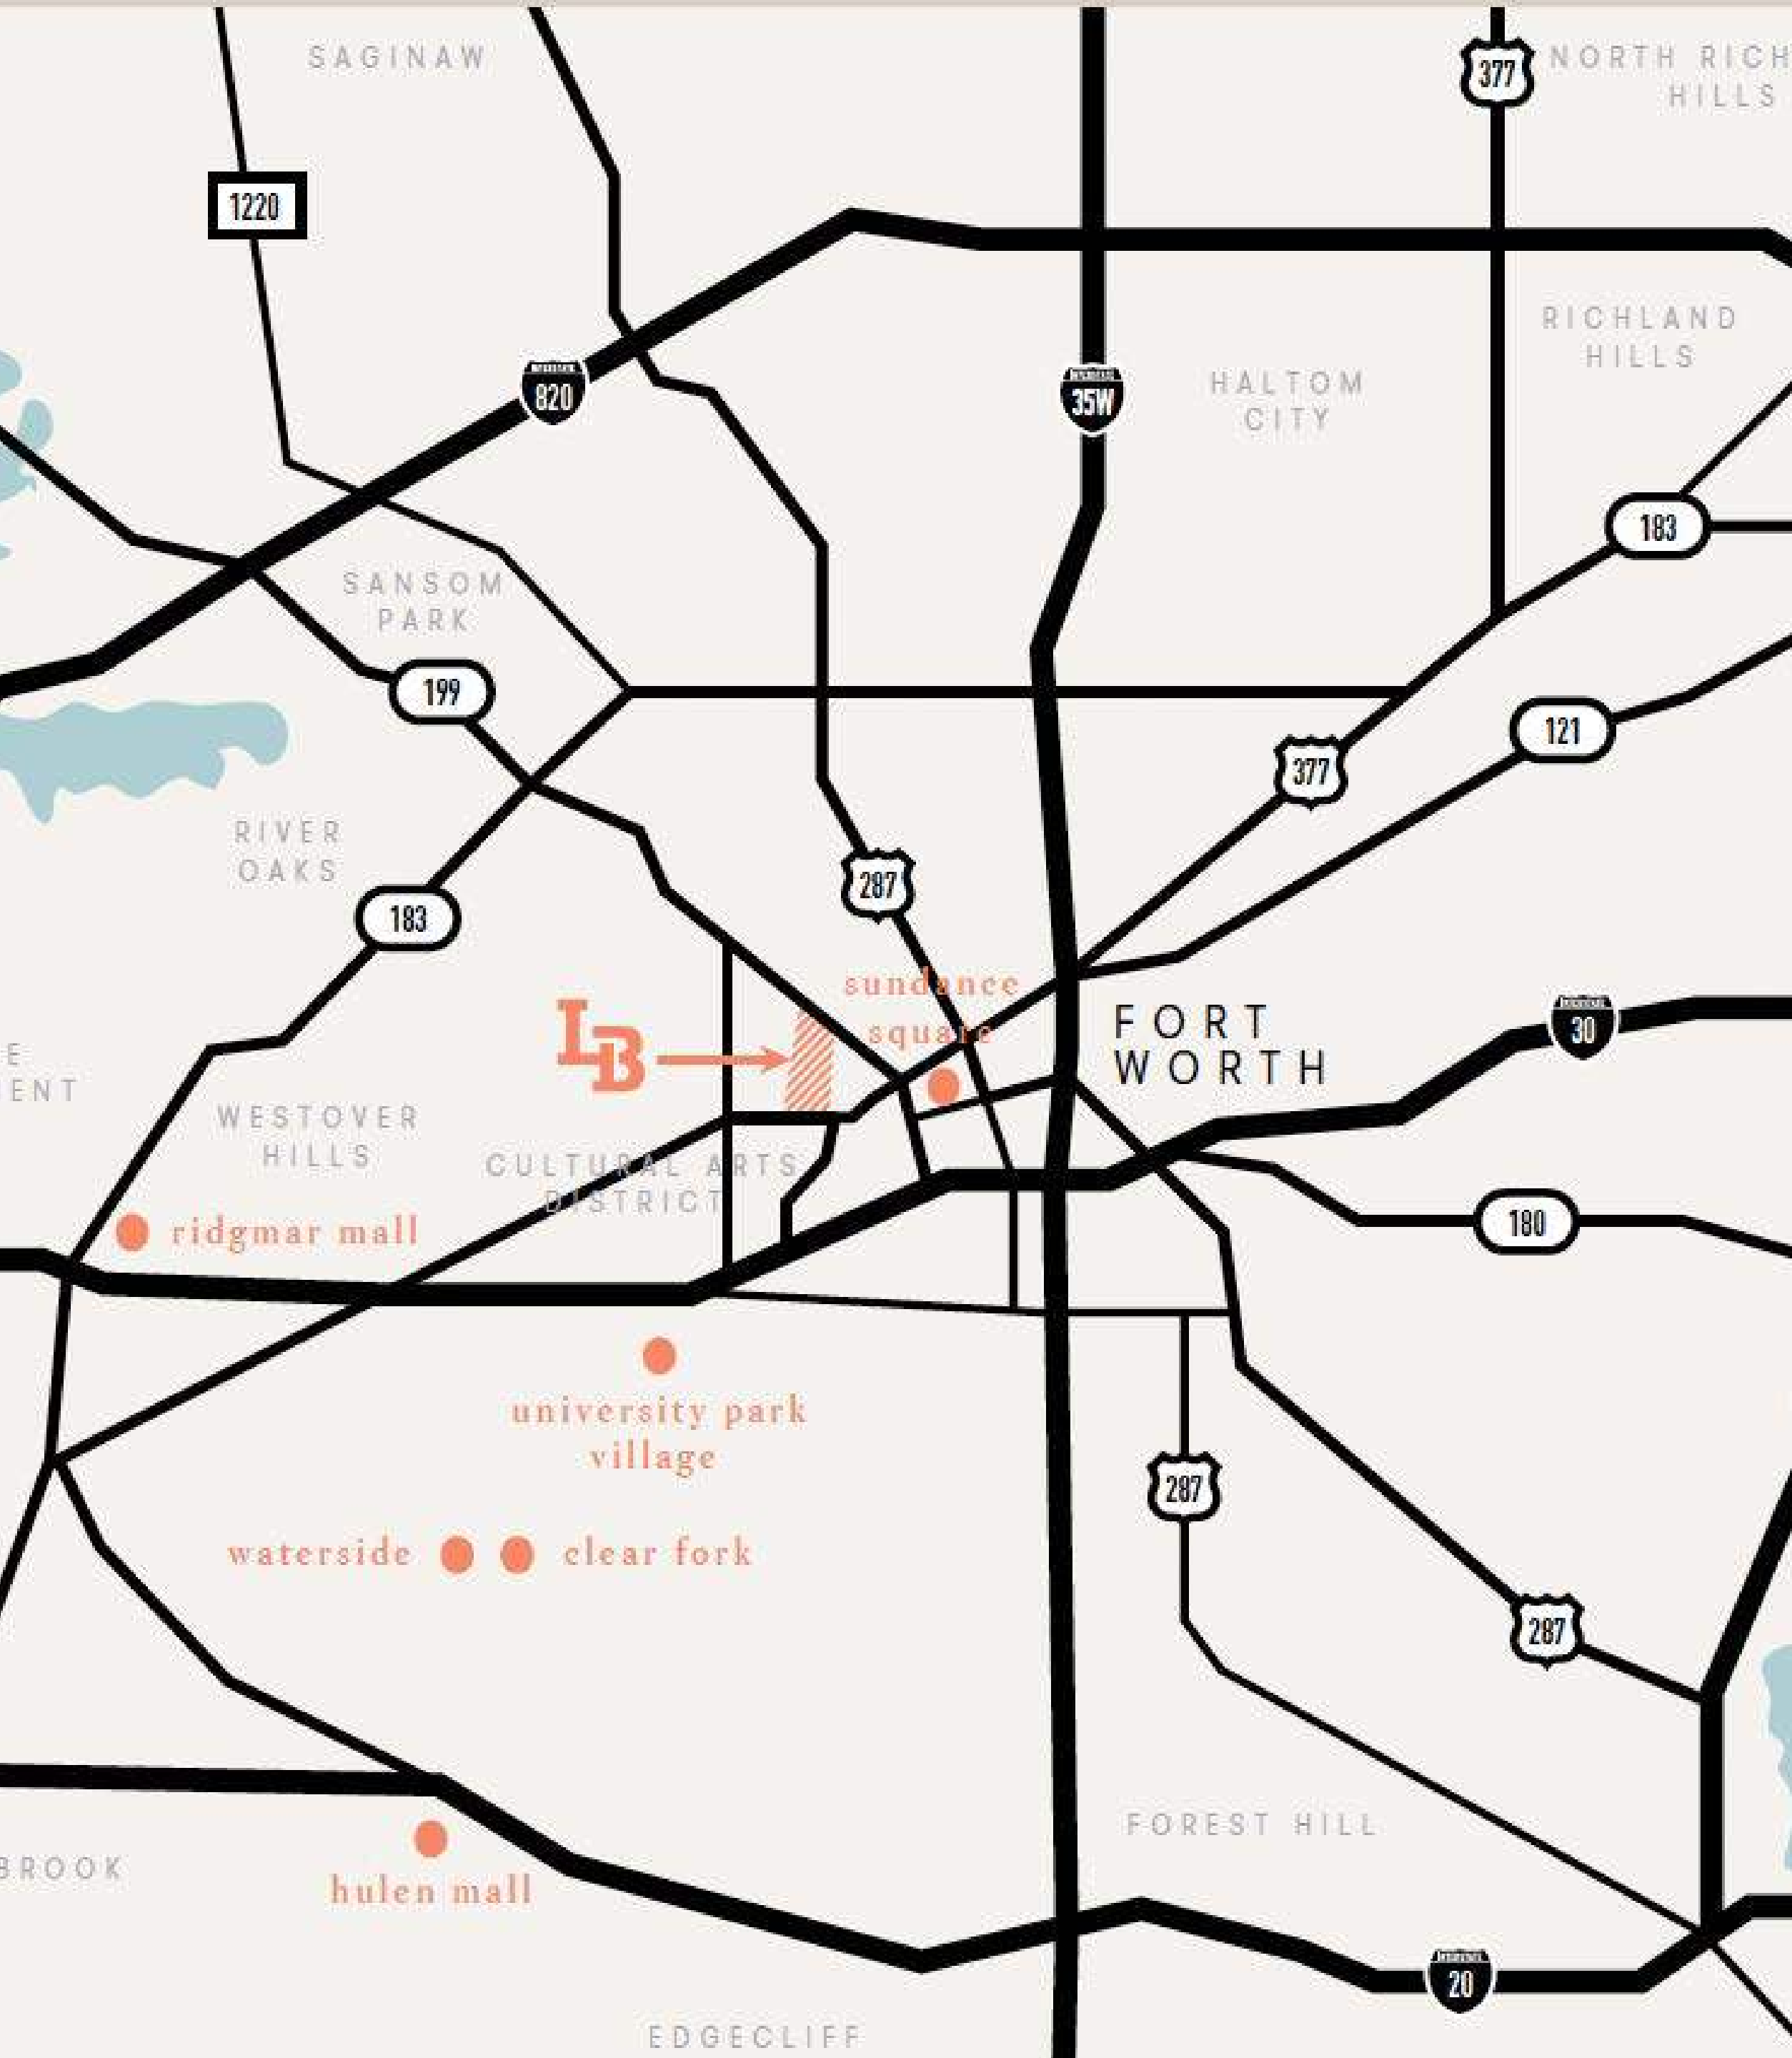 SAGINAW
377
NORTH RICH
HILLS
1220
RICHLAND
HILLS
820
35W
HALTOM
CITY
183
SANSOM
PARK
199
121
377
RIVER
OAKS
287
183
sundance
square
LB
FORT
WORTH
30
E
ENT
WESTOVER
HILLS
CULTURAL ARTS
DISTRICT
180
ridgmar mall
university park
village
287
waterside
clear fork
287
FOREST HILL
BROOK
hulen mall
20
EDGECLIFF